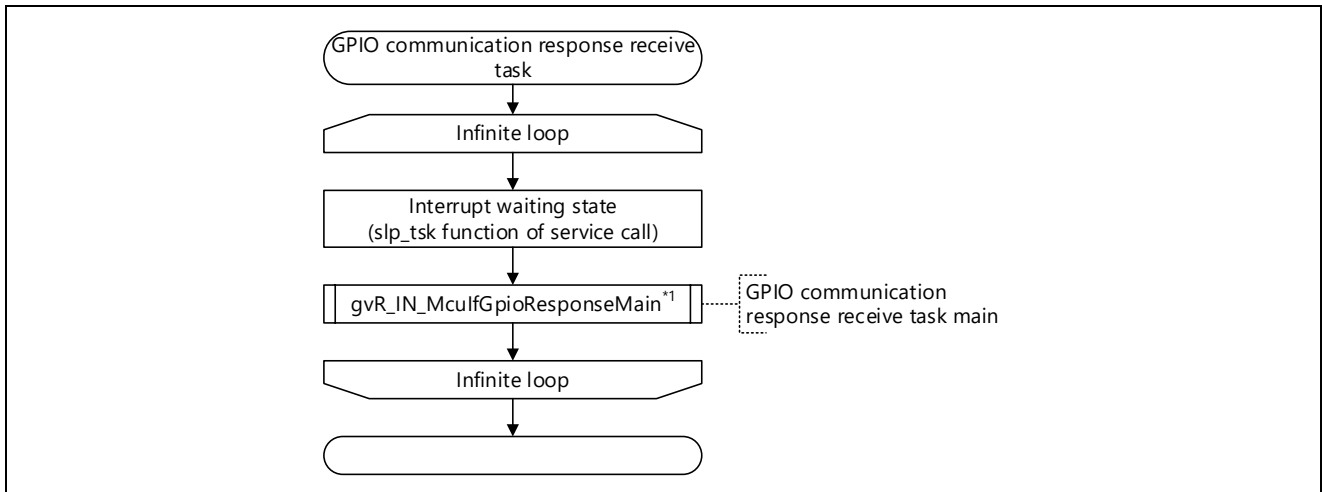 GPIO communication response receive
task
Infinite loop
Interrupt waiting state
(slp_tsk function of service call)
gvR_IN_McuIfGpioResponseMain*1
GPIO communication
response receive task main
Infinite loop